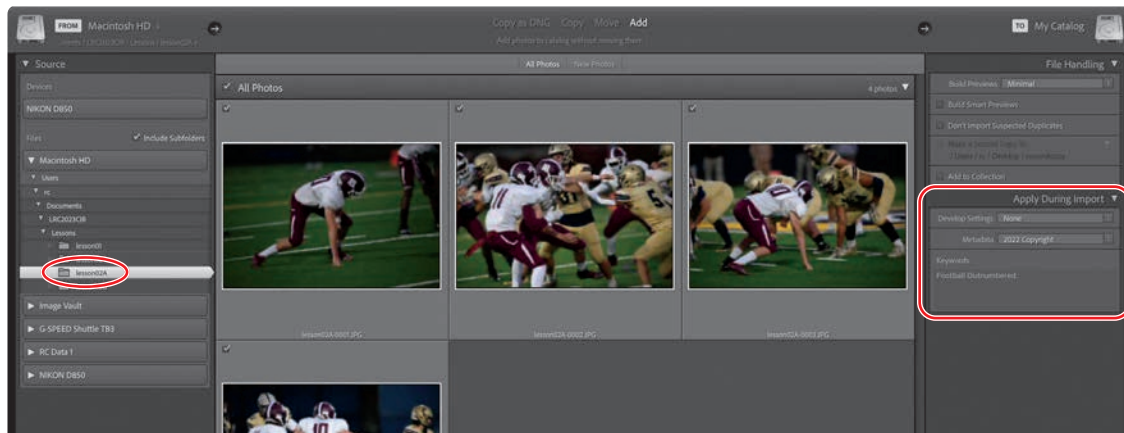 FROM Macintosh HD
Copy as DNG Copy Move Add
Add photos to catalog without moving them
TO My Catalog
Source
Devices
NIKON D850
Files
Include Subfolders
Macintosh HD
Users
rc
Documents
LRC2023CIB
Lessons
lesson01
lesson02A
Image Vault
G-SPEED Shuttle TB3
RC Data 1
NIKON D850
All Photos New Photos
All Photos
4 photos
lesson02A-0001.JPG
lesson02A-0002.JPG
lesson02A-0003.JPG
File Handling
Build Previews Minimal
Build Smart Previews
Don't Import Suspected Duplicates
Make a Second Copy To:
Add to Collection
Apply During Import
Develop Settings None
Metadata 2022 Copyright
Keywords
Football Outnumbered